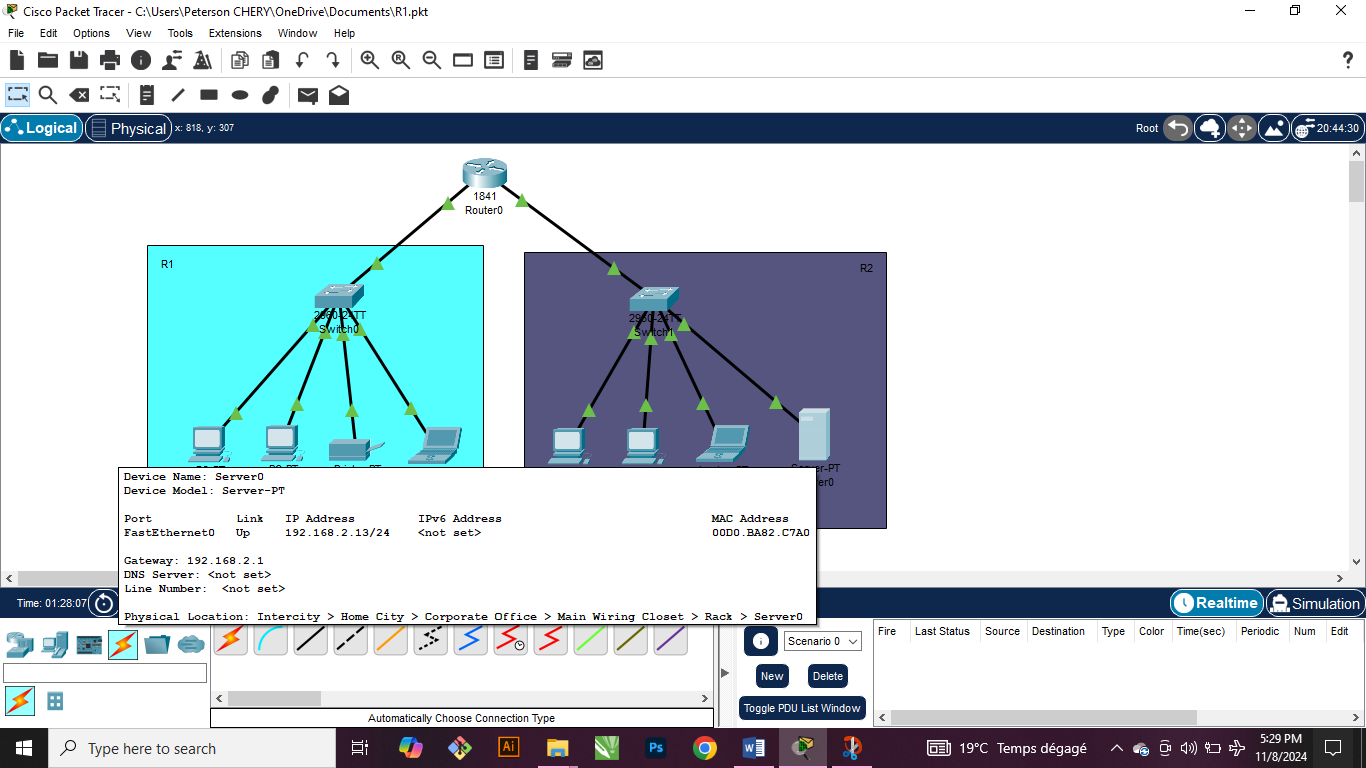 Cisco Packet Tracer - C:\Users\Peterson CHERY\OneDrive\Documents\R1.pkt
File Edit Options View Tools Extensions Window Help
Logical Physical x: 818, y: 307 Root 20:44:30
1841
Router0
R1
R2
2960-24TT
Switch0
2960-24TT
Switch1
Server-PT
Device Name: Server0
Device Model: Server-PT
Port Link IP Address IPv6 Address MAC Address
FastEthernet0 Up 192.168.2.13/24 <not set> 00D0.BA82.C7A0
Gateway: 192.168.2.1
DNS Server: <not set>
Line Number: <not set>
Physical Location: Intercity > Home City > Corporate Office > Main Wiring Closet > Rack > Server0
Time: 01:28:07 Realtime Simulation
Scenario 0
New Delete
Toggle PDU List Window
Fire Last Status Source Destination Type Color Time(sec) Periodic Num Edit
Automatically Choose Connection Type
Type here to search
19°C Temps dégagé
5:29 PM
11/8/2024